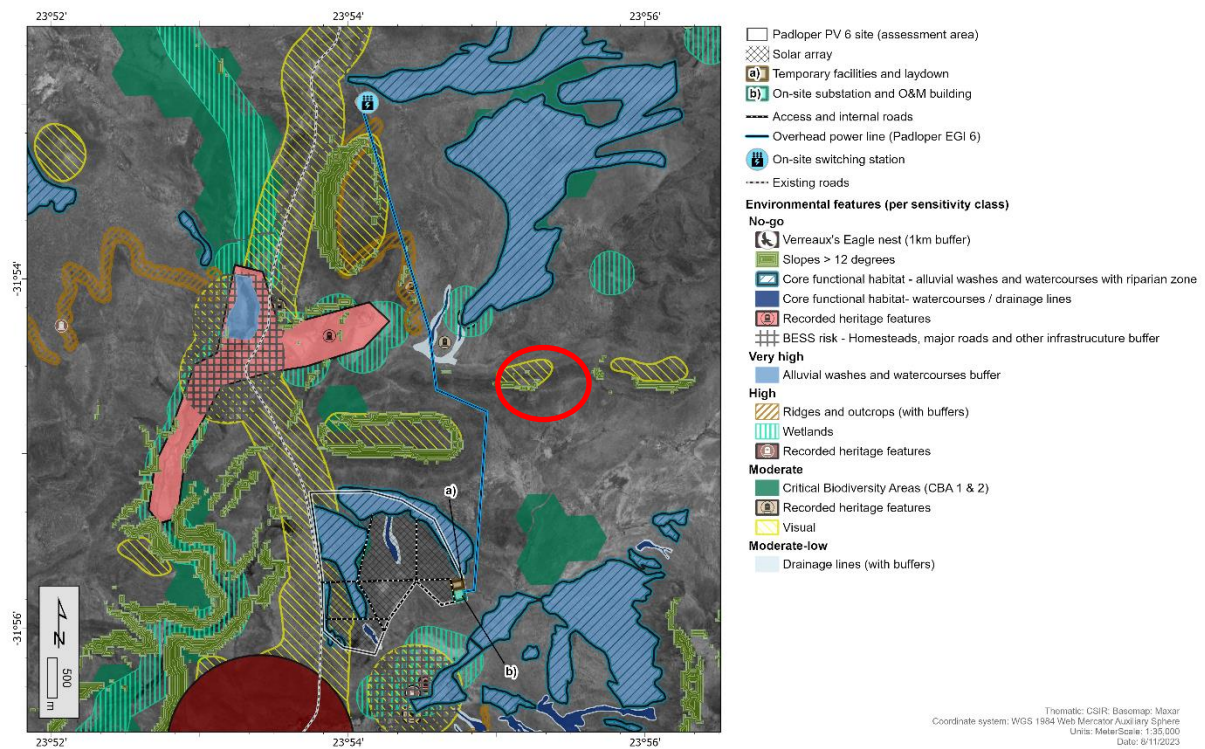 23°52'
23°54'
23°56'
-31°54'
-31°56'
a)
b)
N
500
m
23°52'
23°54'
23°56'
Padloper PV 6 site (assessment area)
Solar array
a) Temporary facilities and laydown
b) On-site substation and O&M building
Access and internal roads
Overhead power line (Padloper EGI 6)
On-site switching station
Existing roads
Environmental features (per sensitivity class)
No-go
Verreaux's Eagle nest (1km buffer)
Slopes > 12 degrees
Core functional habitat - alluvial washes and watercourses with riparian zone
Core functional habitat- watercourses / drainage lines
Recorded heritage features
BESS risk - Homesteads, major roads and other infrastrucuture buffer
Very high
Alluvial washes and watercourses buffer
High
Ridges and outcrops (with buffers)
Wetlands
Recorded heritage features
Moderate
Critical Biodiversity Areas (CBA 1 & 2)
Recorded heritage features
Visual
Moderate-low
Drainage lines (with buffers)
Thematic: CSIR; Basemap: Maxar
Coordinate system: WGS 1984 Web Mercator Auxiliary Sphere
Units: MeterScale: 1:35,000
Date: 8/11/2023